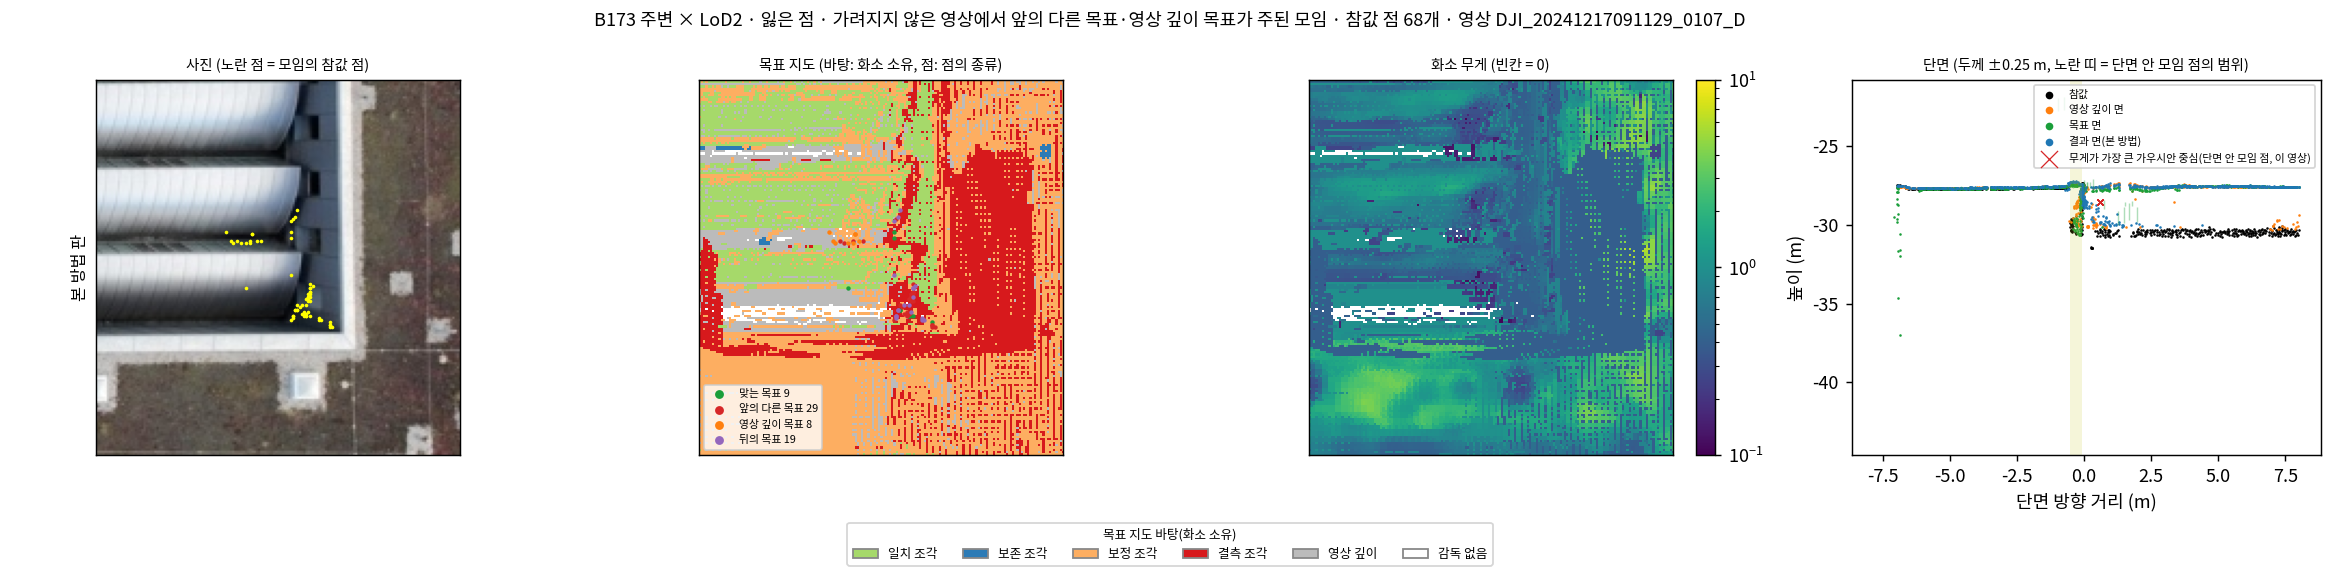 B173 주변 × LoD2 · 잃은 점 · 가려지지 않은 영상에서 앞의 다른 목표·영상 깊이 목표가 주된 모임 · 참값 점 68개 · 영상 DJI_20241217091129_0107_D
사진 (노란 점 = 모임의 참값 점)
본 방법 판
목표 지도 (바탕: 화소 소유, 점: 점의 종류)
맞는 목표 9
앞의 다른 목표 29
영상 깊이 목표 8
뒤의 목표 19
화소 무게 (빈칸 = 0)
10¹
10⁰
10⁻¹
단면 (두께 ±0.25 m, 노란 띠 = 단면 안 모임 점의 범위)
참값
영상 깊이 면
목표 면
결과 면(본 방법)
무게가 가장 큰 가우시안 중심(단면 안 모임 점, 이 영상)
높이 (m)
-25
-30
-35
-40
-7.5 -5.0 -2.5 0.0 2.5 5.0 7.5
단면 방향 거리 (m)
목표 지도 바탕(화소 소유)
일치 조각 보존 조각 보정 조각 결측 조각 영상 깊이 감독 없음